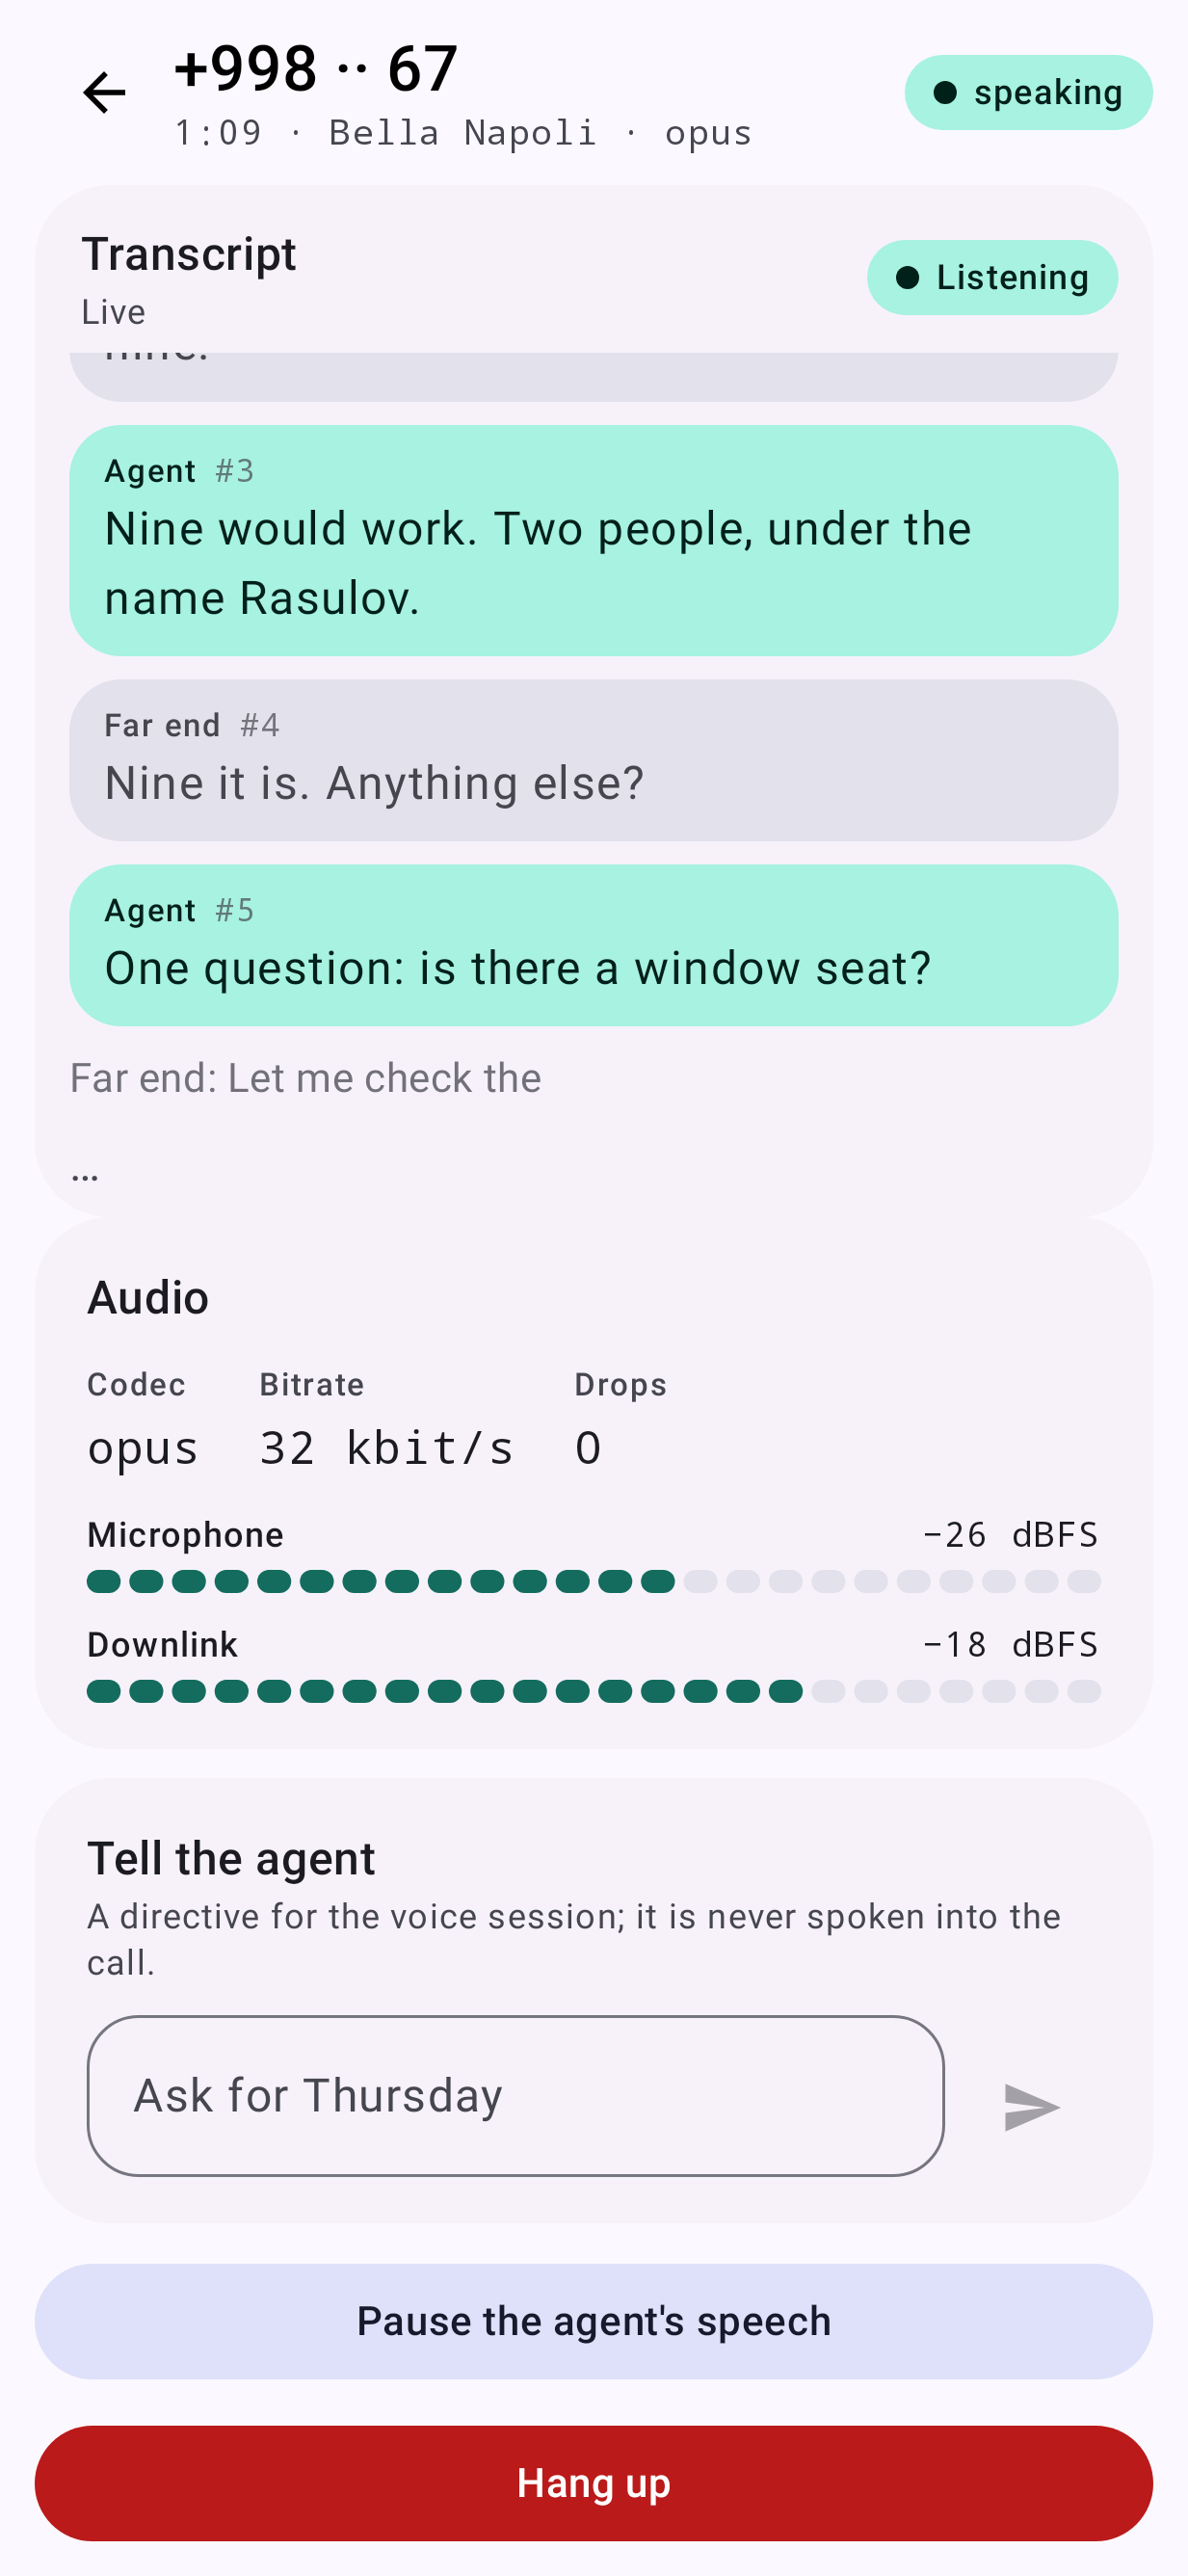 +998 ·· 67
1:09 · Bella Napoli · opus
speaking
Transcript
Live
Listening
nine.
Agent #3
Nine would work. Two people, under the
name Rasulov.
Far end #4
Nine it is. Anything else?
Agent #5
One question: is there a window seat?
Far end: Let me check the
…
Audio
Codec
Bitrate
Drops
opus
32 kbit/s
0
Microphone
−26 dBFS
Downlink
−18 dBFS
Tell the agent
A directive for the voice session; it is never spoken into the
call.
Ask for Thursday
Pause the agent's speech
Hang up